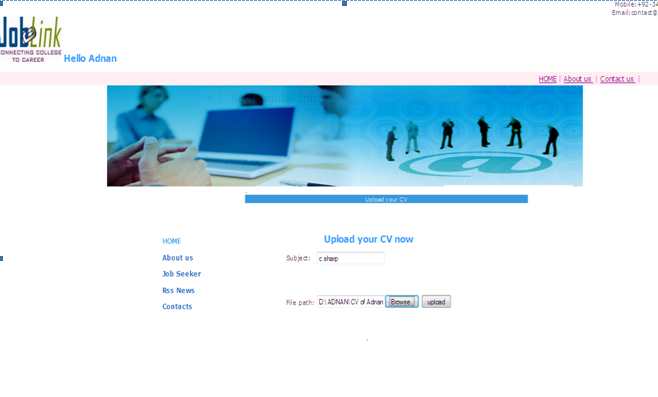 Mobile: +92-34
Email:contact@
JobLink
CONNECTING COLLEGE
TO CAREER
Hello Adnan
HOME | About us | Contact us |
Upload your CV
HOME
About us
Job Seeker
Rss News
Contacts
Upload your CV now
Subject: c sharp
File path: D:\ ADNAN\CV of Adnan Browse.. upload